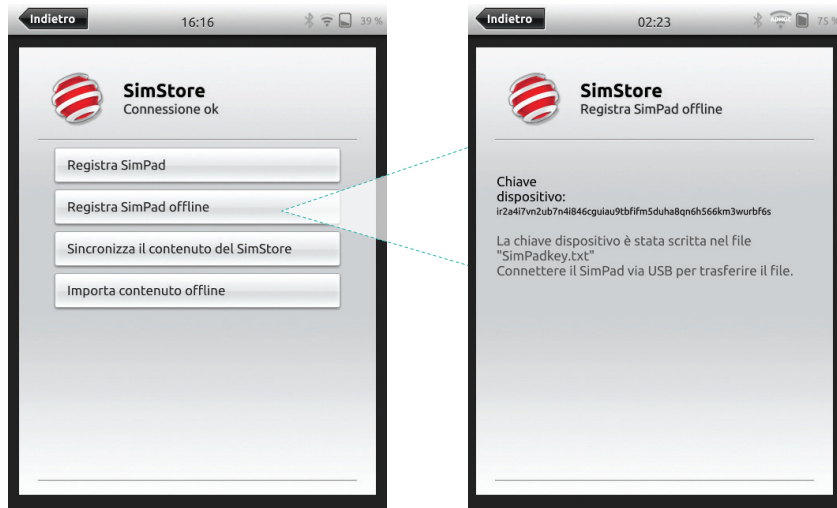 Indietro
16:16
39 %
SimStore
Connessione ok
Registra SimPad
Registra SimPad offline
Sincronizza il contenuto del SimStore
Importa contenuto offline
Indietro
02:23
75 %
SimStore
Registra SimPad offline
Chiave
dispositivo:
ir2a4i7vn2ub7n4i846cguiau9tbfifm5duha8qn6h566km3wurbf6s
La chiave dispositivo è stata scritta nel file
"SimPadkey.txt"
Connettere il SimPad via USB per trasferire il file.